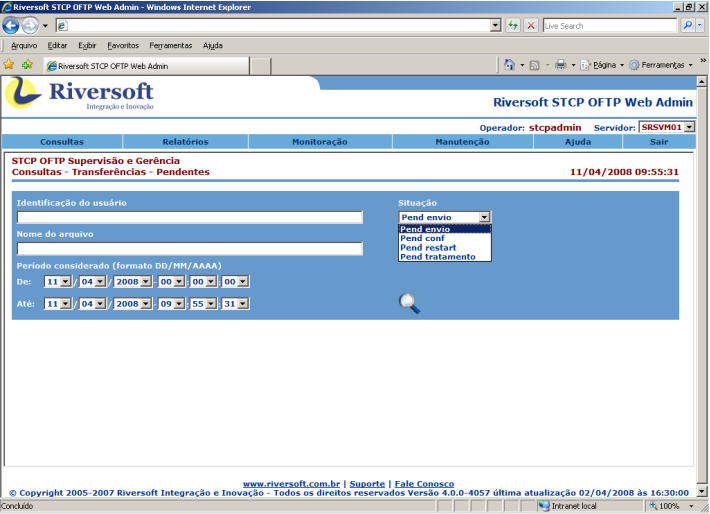 Riversoft STCP OFTP Web Admin - Windows Internet Explorer
Live Search
Arquivo Editar Exibir Favoritos Ferramentas Ajuda
Riversoft STCP OFTP Web Admin
Página Ferramentas
Riversoft
Integração e Inovação
Riversoft STCP OFTP Web Admin
Operador: stcpadmin Servidor: SRSVM01
Consultas Relatórios Monitoração Manutenção Ajuda Sair
STCP OFTP Supervisão e Gerência
Consultas - Transferências - Pendentes 11/04/2008 09:55:31
Identificação do usuário Situação
Pend envio
Pend envio
Pend conf
Pend restart
Pend tratamento
Nome do arquivo
Período considerado (formato DD/MM/AAAA)
De: 11 / 04 / 2008 - 00 : 00 : 00
Até: 11 / 04 / 2008 - 09 : 55 : 31
www.riversoft.com.br | Suporte | Fale Conosco
© Copyright 2005-2007 Riversoft Integração e Inovação - Todos os direitos reservados Versão 4.0.0-4057 última atualização 02/04/2008 às 16:30:00
Concluído Intranet local 100%